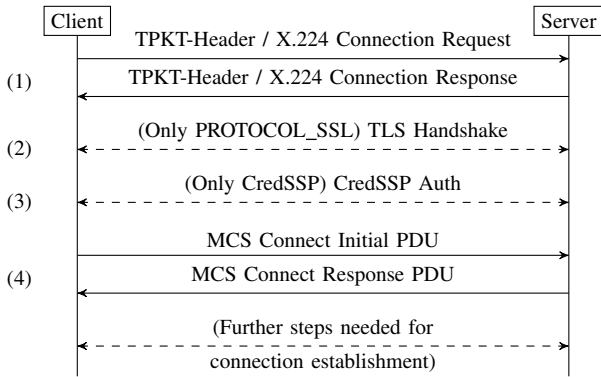 Client
Server
TPKT-Header / X.224 Connection Request
(1)
TPKT-Header / X.224 Connection Response
(Only PROTOCOL_SSL) TLS Handshake
(2)
(Only CredSSP) CredSSP Auth
(3)
MCS Connect Initial PDU
(4)
MCS Connect Response PDU
(Further steps needed for
connection establishment)